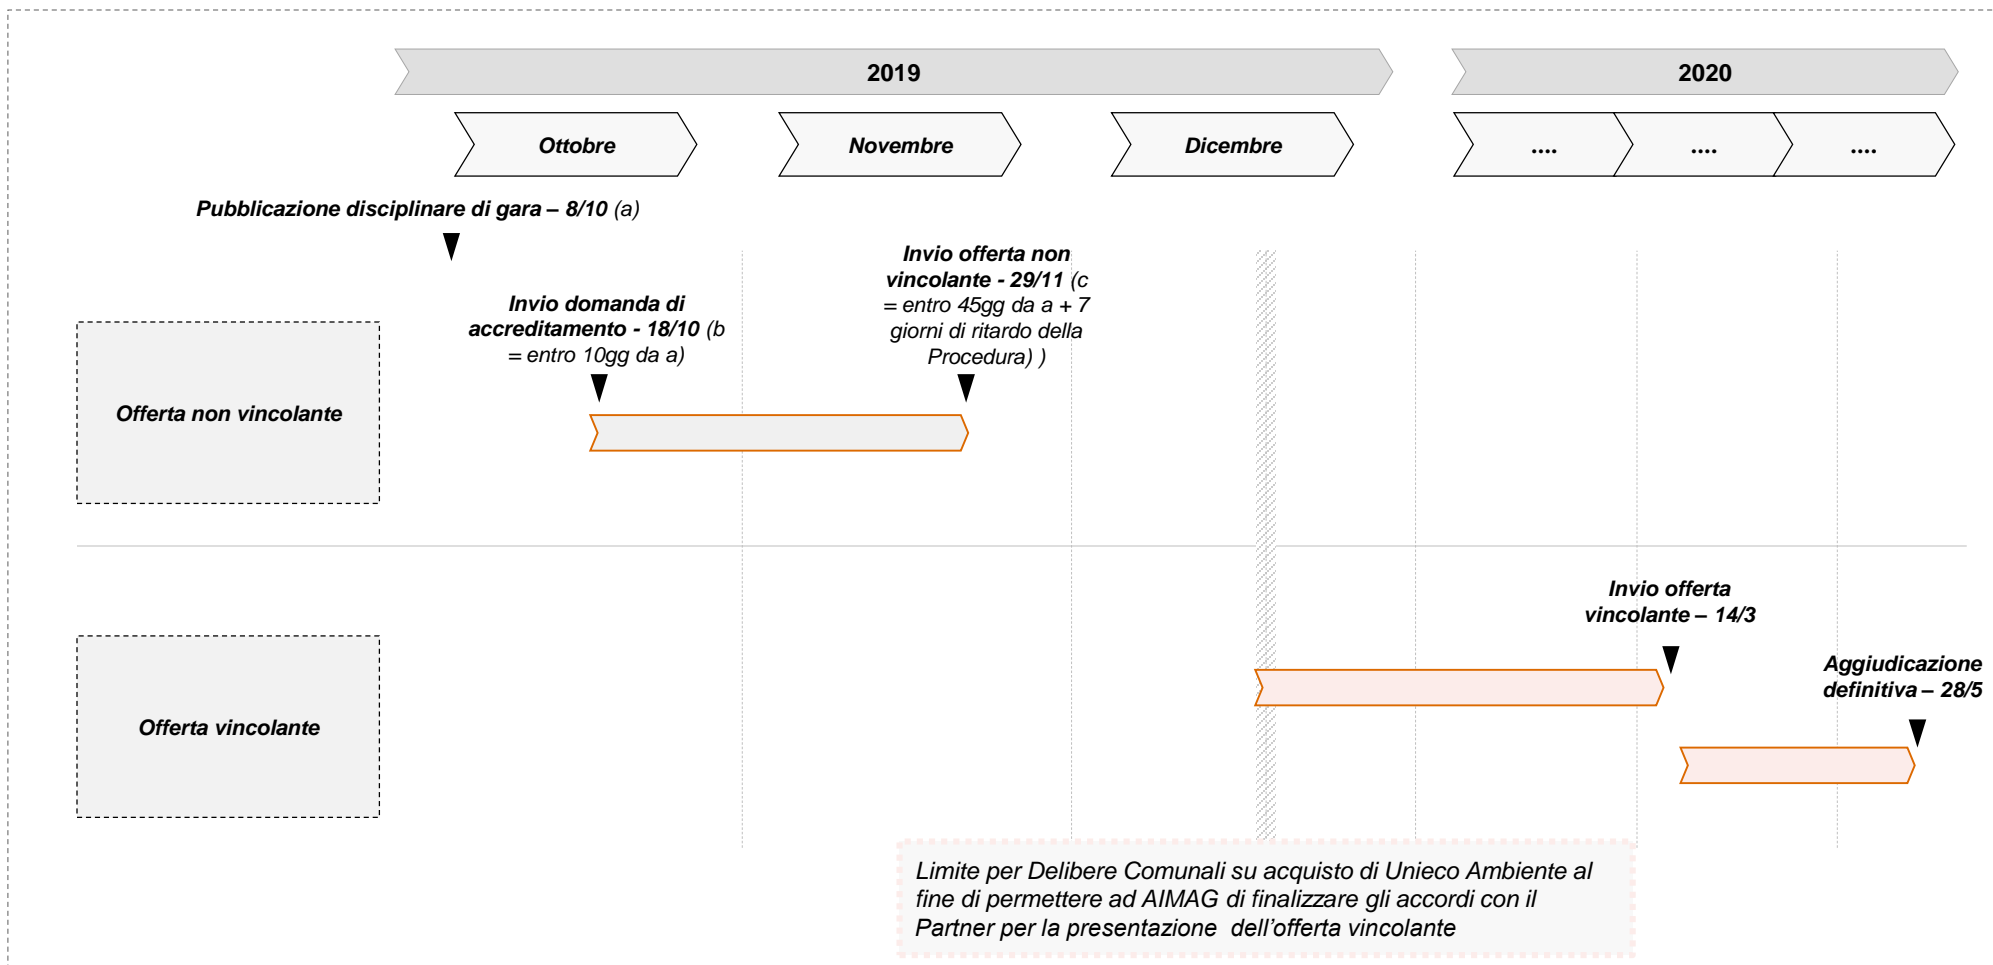 2019
2020
Ottobre
Novembre
Dicembre
....
....
....
Pubblicazione disciplinare di gara – 8/10 (a)
Invio offerta non
vincolante - 29/11 (c
= entro 45gg da a + 7
giorni di ritardo della
Procedura) )
Invio domanda di
accreditamento - 18/10 (b
= entro 10gg da a)
Offerta non vincolante
Invio offerta
vincolante – 14/3
Aggiudicazione
definitiva – 28/5
Offerta vincolante
Limite per Delibere Comunali su acquisto di Unieco Ambiente al
fine di permettere ad AIMAG di finalizzare gli accordi con il
Partner per la presentazione  dell’offerta vincolante